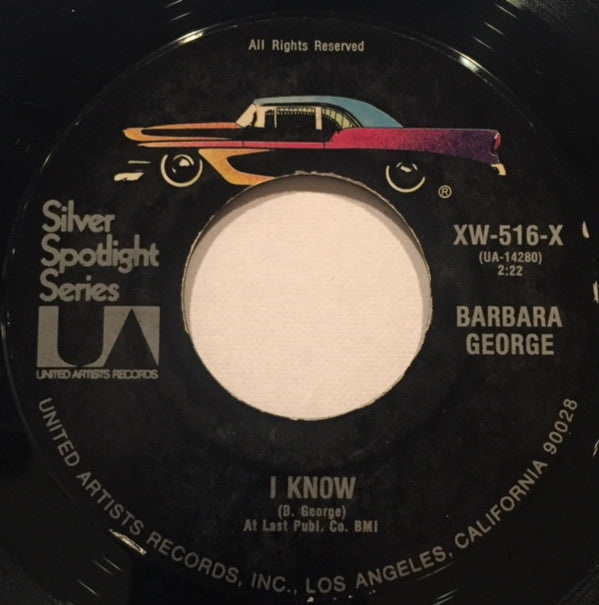 All Rights Reserved
®
Silver
Spotlight
Series
UA
UNITED ARTISTS RECORDS
XW-516-X
(UA-14280)
2:22
BARBARA
GEORGE
I KNOW
(B. George)
At Last Publ. Co. BMI
UNITED ARTISTS RECORDS, INC., LOS ANGELES, CALIFORNIA 90028